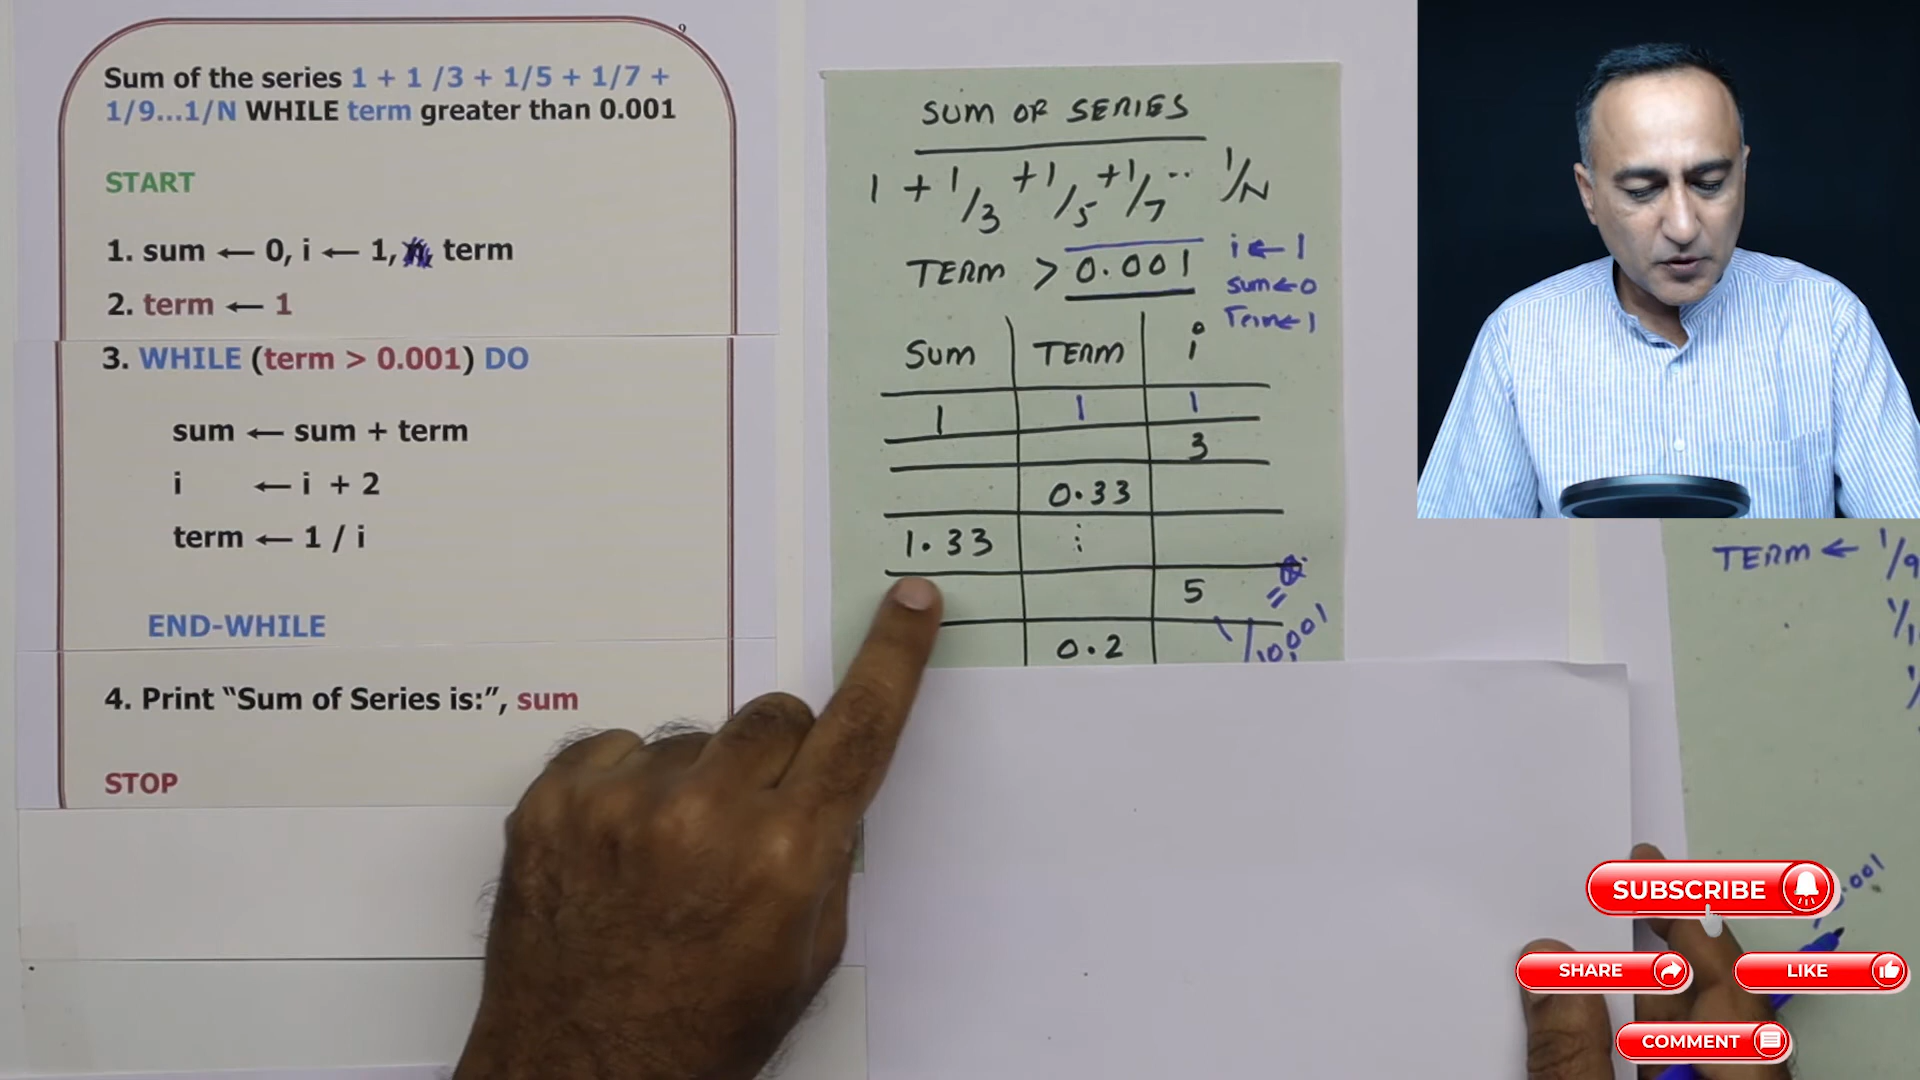 9
Sum of the series 1 + 1 /3 + 1/5 + 1/7 +
1/9...1/N WHILE term greater than 0.001
START
1. sum ← 0, i ← 1, term
2. term ← 1
3. WHILE (term > 0.001) DO
sum ← sum + term
i ← i + 2
term ← 1 / i
END-WHILE
4. Print “Sum of Series is:”, sum
STOP
SUM OF SERIES
1 + 1/3 + 1/5 + 1/7 .. 1/N
TERM > 0.001
i ← 1
sum ← 0
Term ← 1
Sum TERM i
1 1 1
3
0.33
1.33 :
5
0.2
TERM ← 1/9
SUBSCRIBE
SHARE
LIKE
COMMENT